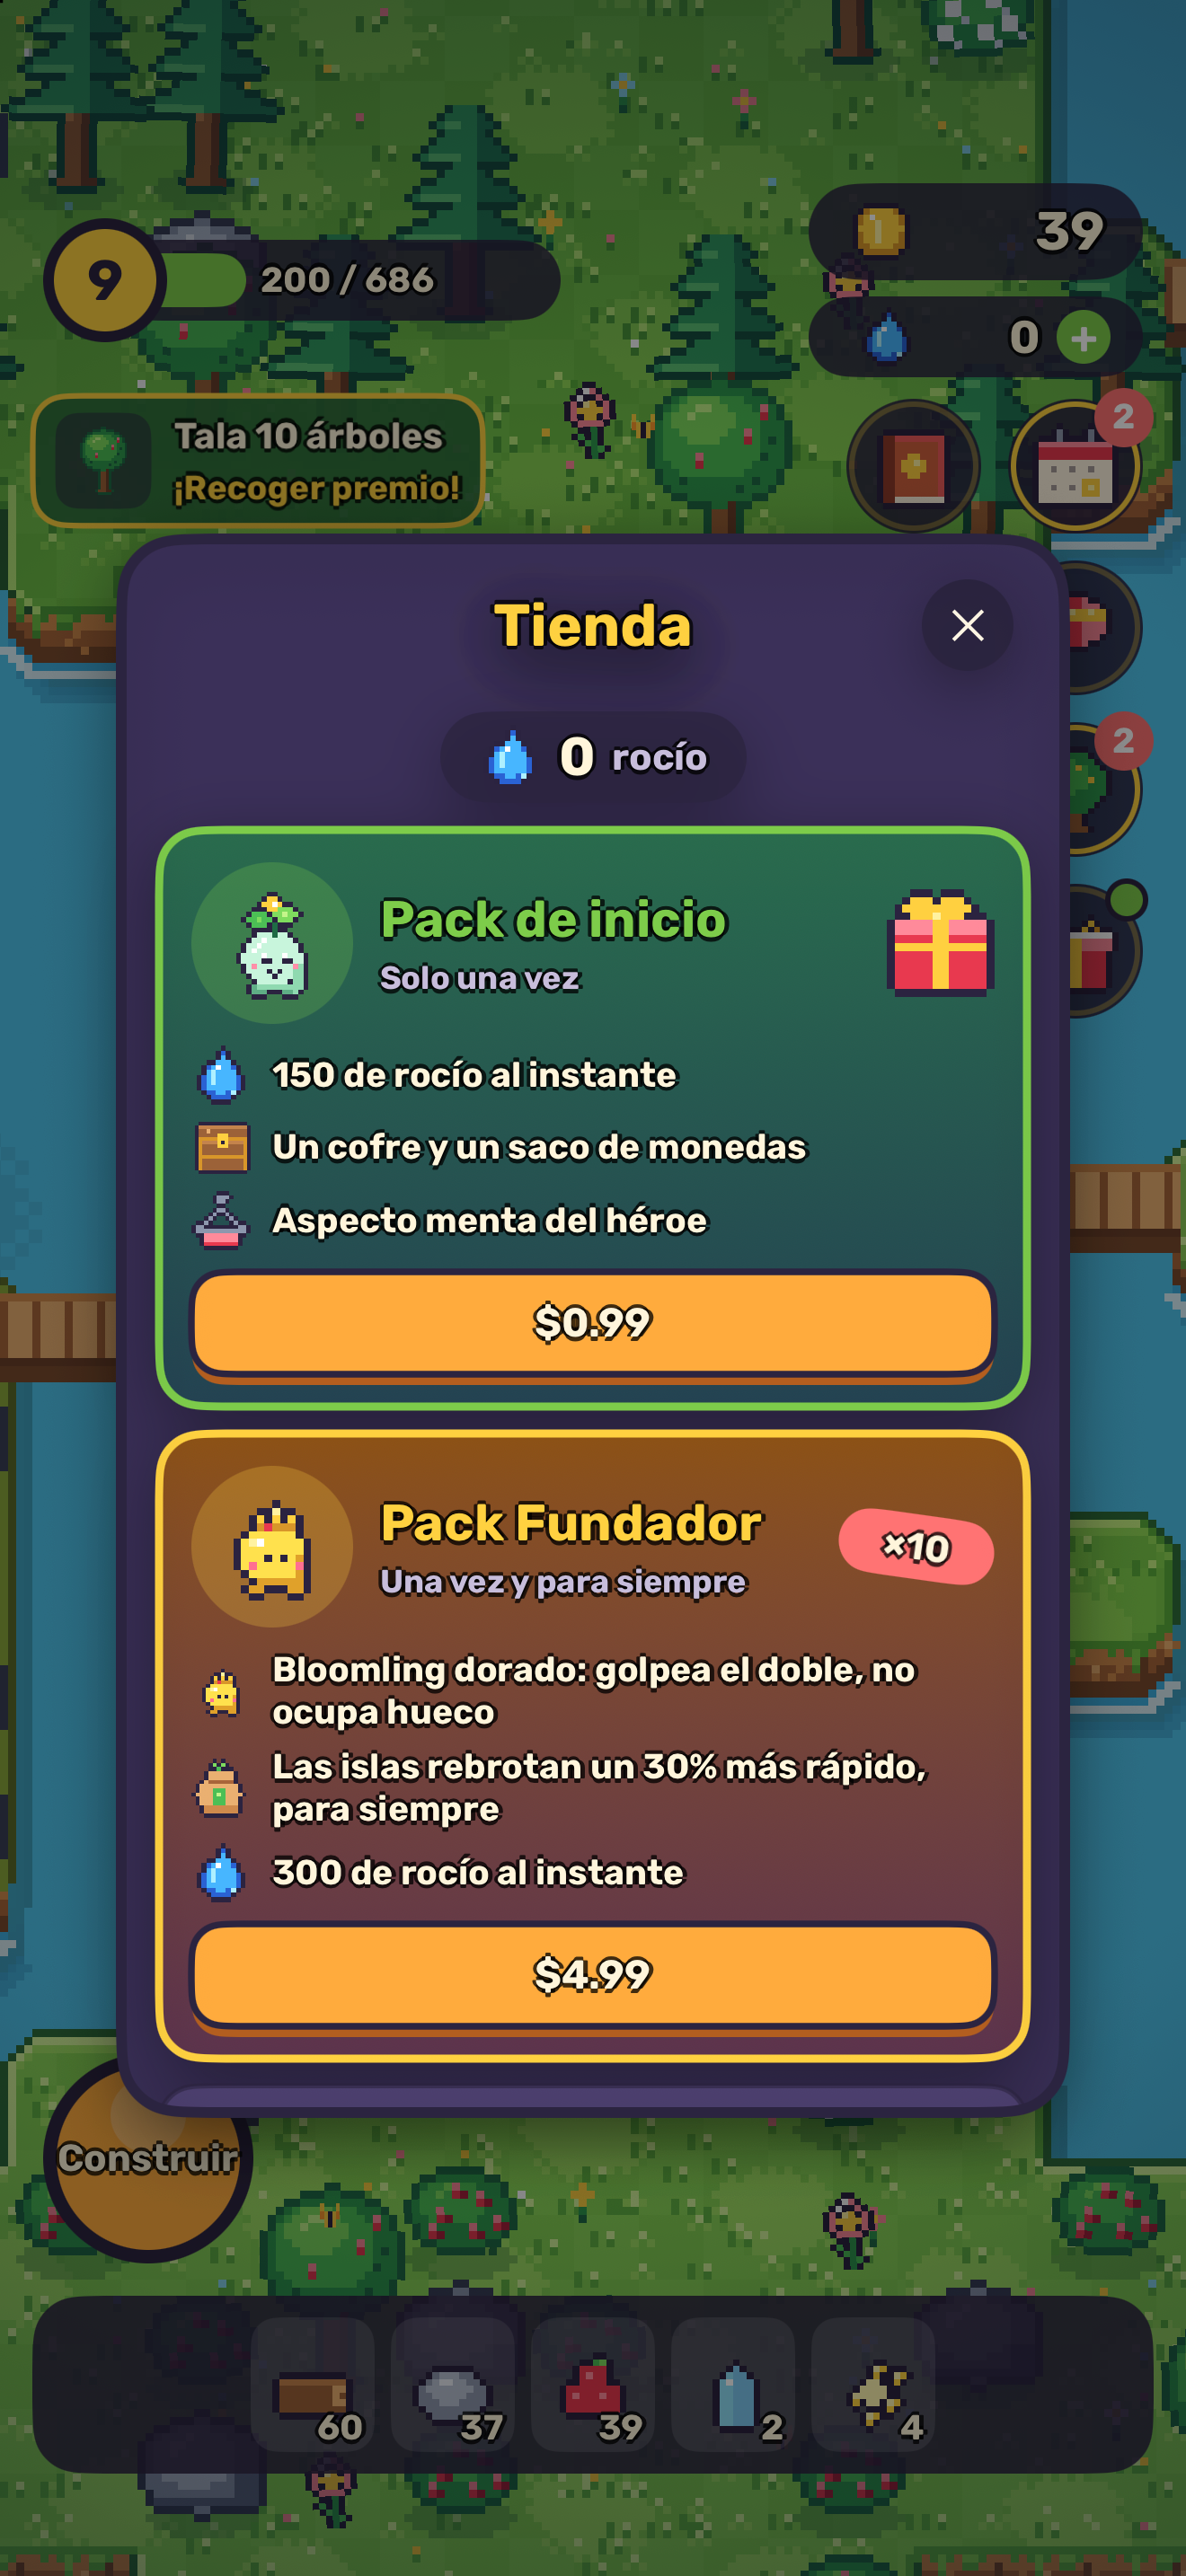 39
9
200 / 686
0
+
2
Tala 10 árboles
¡Recoger premio!
Tienda
0 rocío
2
Pack de inicio
Solo una vez
150 de rocío al instante
Un cofre y un saco de monedas
Aspecto menta del héroe
$0.99
Pack Fundador
Una vez y para siempre
×10
Bloomling dorado: golpea el doble, no
ocupa hueco
Las islas rebrotan un 30% más rápido,
para siempre
300 de rocío al instante
$4.99
Construir
60
37
39
2
4